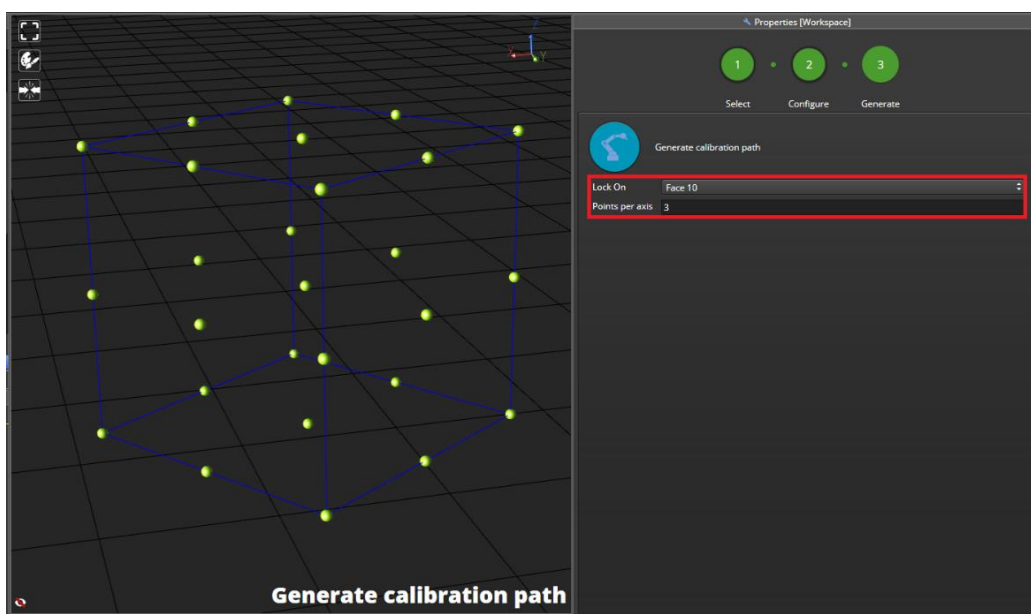 Z
X
Y
Generate calibration path
Properties [Workspace]
1
2
3
Select
Configure
Generate
Generate calibration path
Lock On
Face 10
Points per axis
3